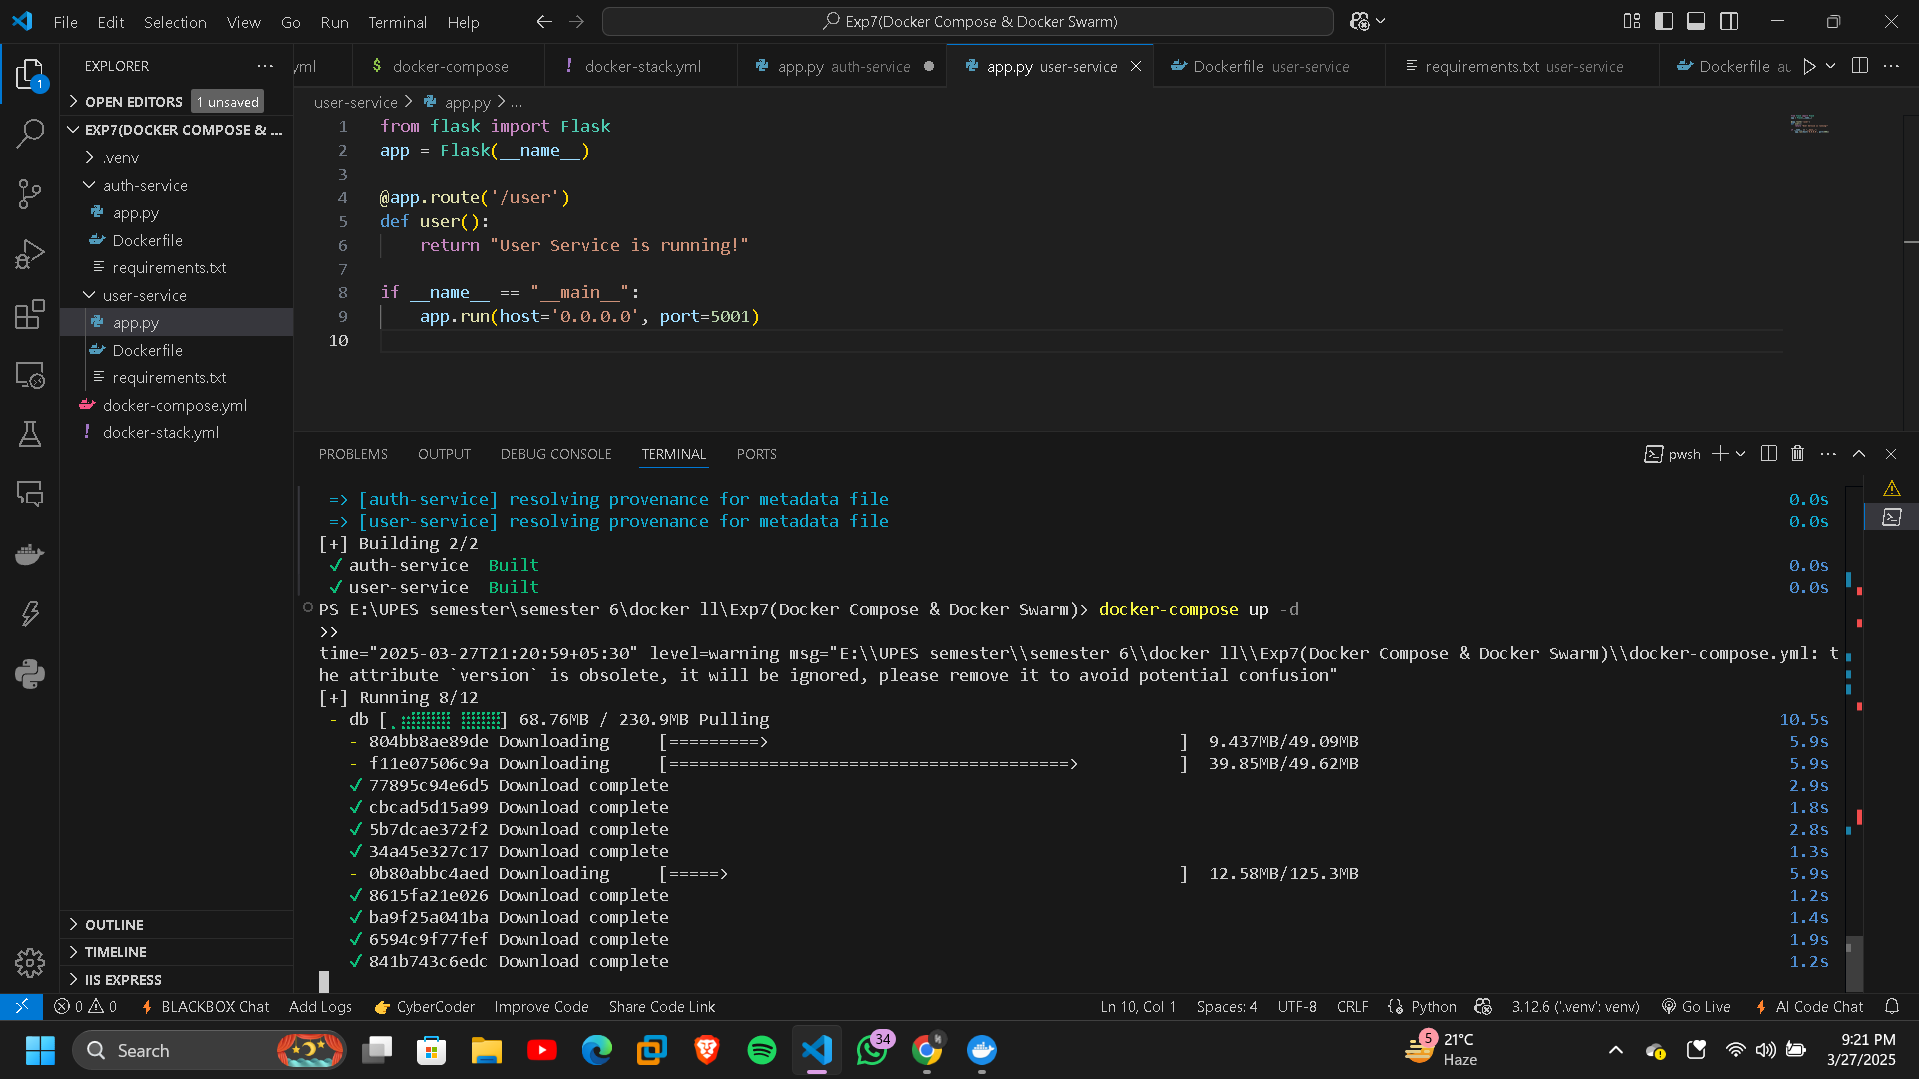 File Edit Selection View Go Run Terminal Help
Exp7(Docker Compose & Docker Swarm)
EXPLORER
yml
$ docker-compose
! docker-stack.yml
app.py auth-service
app.py user-service
Dockerfile user-service
requirements.txt user-service
Dockerfile au
1
OPEN EDITORS 1 unsaved
EXP7(DOCKER COMPOSE & ...
.venv
auth-service
app.py
Dockerfile
requirements.txt
user-service
app.py
Dockerfile
requirements.txt
docker-compose.yml
! docker-stack.yml
OUTLINE
TIMELINE
IIS EXPRESS
user-service > app.py > ...
1 from flask import Flask
2 app = Flask(__name__)
3
4 @app.route('/user')
5 def user():
6 return "User Service is running!"
7
8 if __name__ == "__main__":
9 app.run(host='0.0.0.0', port=5001)
10
PROBLEMS OUTPUT DEBUG CONSOLE TERMINAL PORTS
pwsh
=> [auth-service] resolving provenance for metadata file 0.0s
=> [user-service] resolving provenance for metadata file 0.0s
[+] Building 2/2
✓ auth-service Built 0.0s
✓ user-service Built 0.0s
PS E:\UPES semester\semester 6\docker ll\Exp7(Docker Compose & Docker Swarm)> docker-compose up -d
>>
time="2025-03-27T21:20:59+05:30" level=warning msg="E:\\UPES semester\\semester 6\\docker ll\\Exp7(Docker Compose & Docker Swarm)\\docker-compose.yml: t
he attribute `version` is obsolete, it will be ignored, please remove it to avoid potential confusion"
[+] Running 8/12
- db [⣿⣿⣿⣿⣿ ⣿⣿⣿⣿] 68.76MB / 230.9MB Pulling 10.5s
- 804bb8ae89de Downloading [=========> ] 9.437MB/49.09MB 5.9s
- f11e07506c9a Downloading [========================================> ] 39.85MB/49.62MB 5.9s
✓ 77895c94e6d5 Download complete 2.9s
✓ cbcad5d15a99 Download complete 1.8s
✓ 5b7dcae372f2 Download complete 2.8s
✓ 34a45e327c17 Download complete 1.3s
- 0b80abbc4aed Downloading [=====> ] 12.58MB/125.3MB 5.9s
✓ 8615fa21e026 Download complete 1.2s
✓ ba9f25a041ba Download complete 1.4s
✓ 6594c9f77fef Download complete 1.9s
✓ 841b743c6edc Download complete 1.2s
0 0 BLACKBOX Chat Add Logs CyberCoder Improve Code Share Code Link
Ln 10, Col 1 Spaces: 4 UTF-8 CRLF Python 3.12.6 ('.venv': venv) Go Live AI Code Chat
Search
34
5
21°C
Haze
9:21 PM
3/27/2025